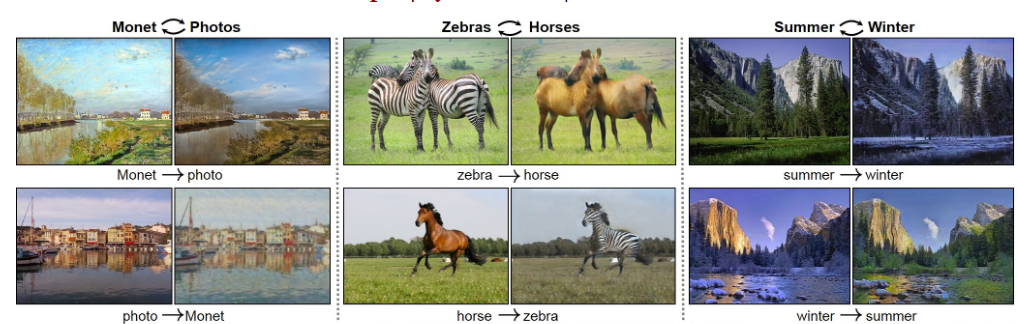 Monet Photos
Zebras Horses
Summer Winter
Monet → photo
zebra → horse
summer → winter
photo → Monet
horse → zebra
winter → summer